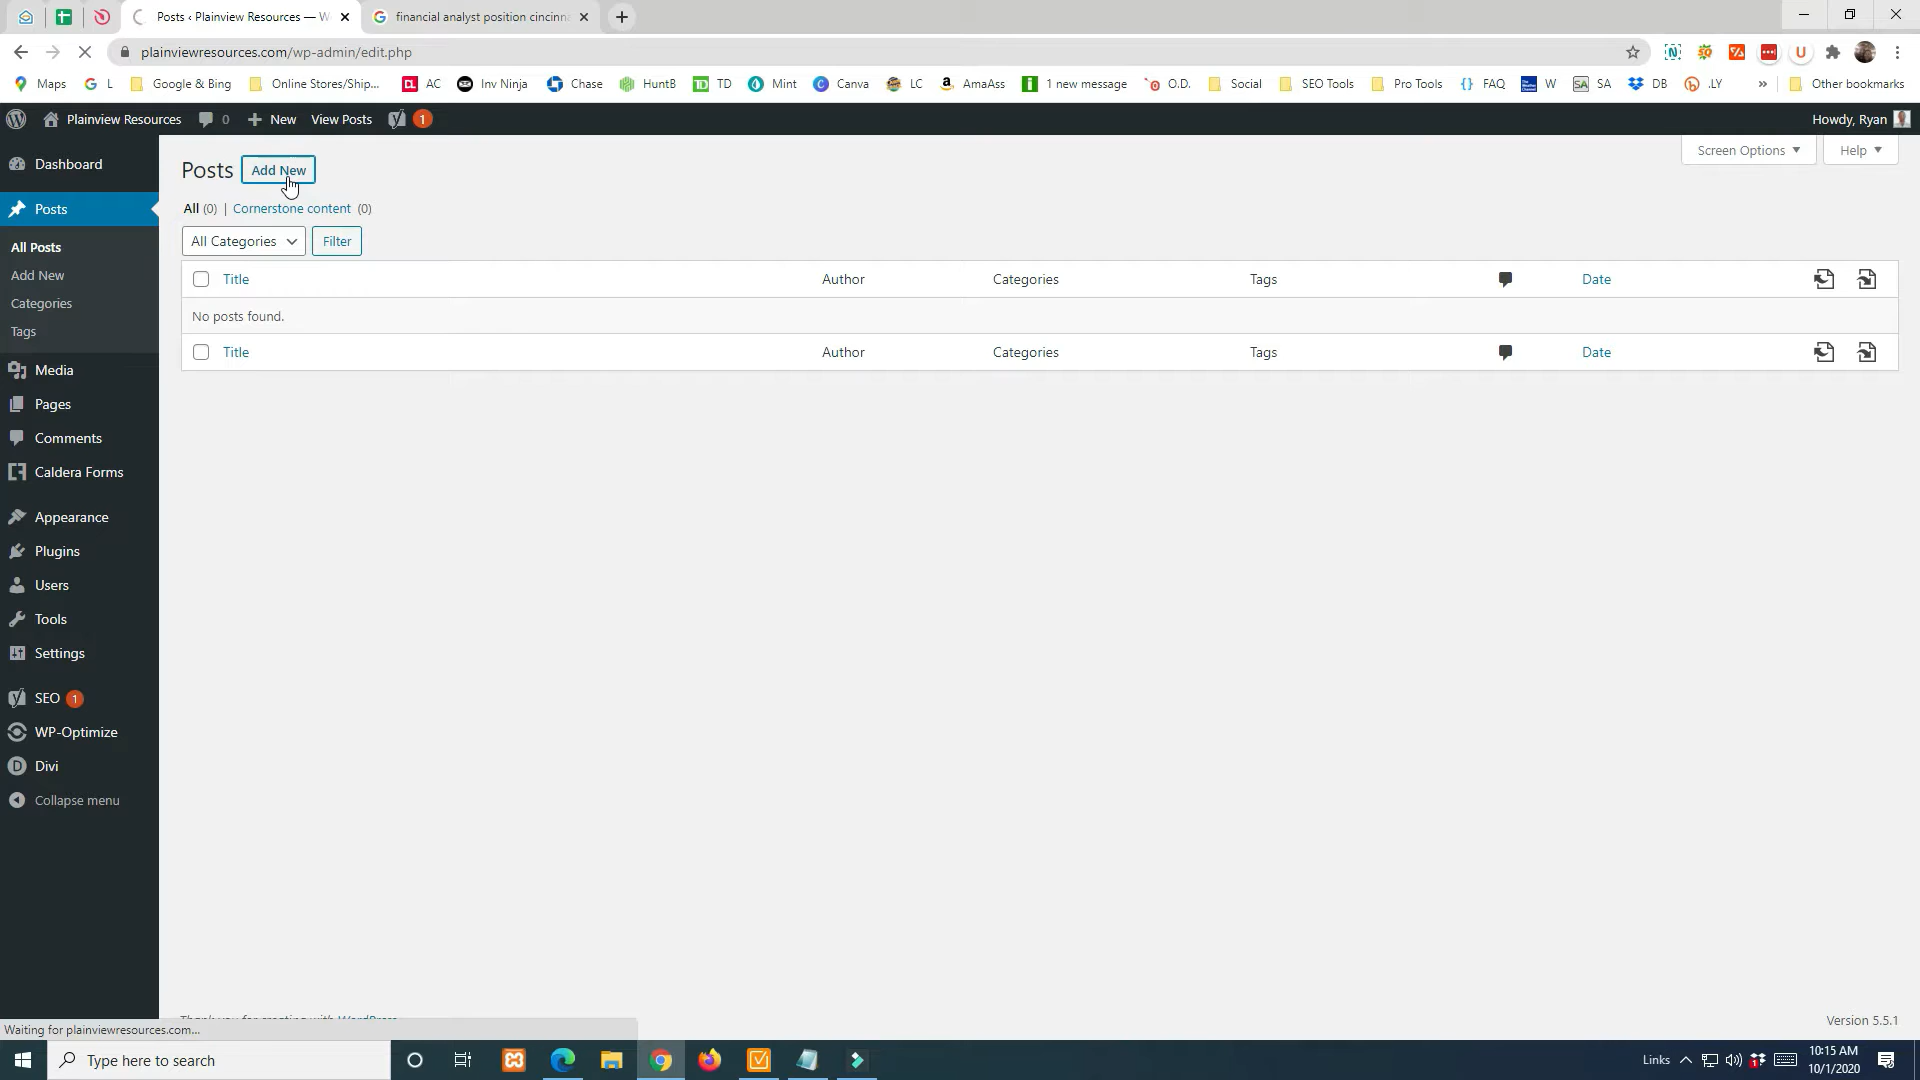 Posts ‹ Plainview Resources — W
financial analyst position cincinna
plainviewresources.com/wp-admin/edit.php
Maps
L
Google & Bing
Online Stores/Ship...
AC
Inv Ninja
Chase
HuntB
TD
Mint
Canva
LC
AmaAss
1 new message
O.D.
Social
SEO Tools
Pro Tools
FAQ
W
SA
DB
.LY
»
Other bookmarks
Plainview Resources
0
New
View Posts
1
Howdy, Ryan
Dashboard
Posts
All Posts
Add New
Categories
Tags
Media
Pages
Comments
Caldera Forms
Appearance
Plugins
Users
Tools
Settings
SEO 1
WP-Optimize
Divi
Collapse menu
Screen Options
Help
Posts
Add New
All (0) | Cornerstone content (0)
All Categories
Filter
Title Author Categories Tags Date
No posts found.
Title Author Categories Tags Date
Thank you for creating with WordPress
Version 5.5.1
Waiting for plainviewresources.com...
Type here to search
Links
10:15 AM
10/1/2020